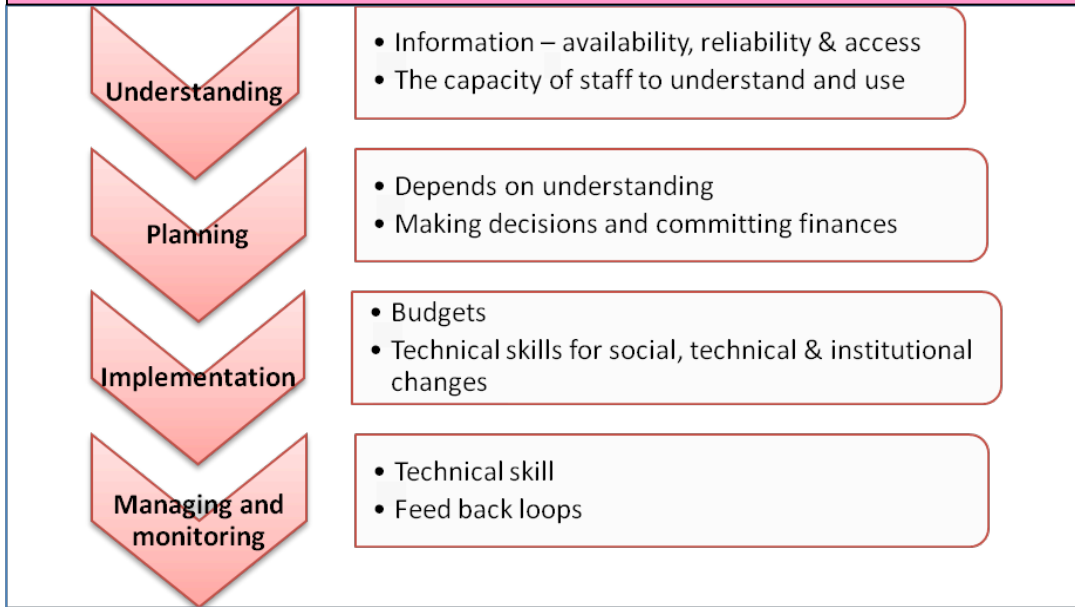 Understanding
• Information – availability, reliability & access
• The capacity of staff to understand and use
Planning
• Depends on understanding
• Making decisions and committing finances
Implementation
• Budgets
• Technical skills for social, technical & institutional
changes
Managing and
monitoring
• Technical skill
• Feed back loops